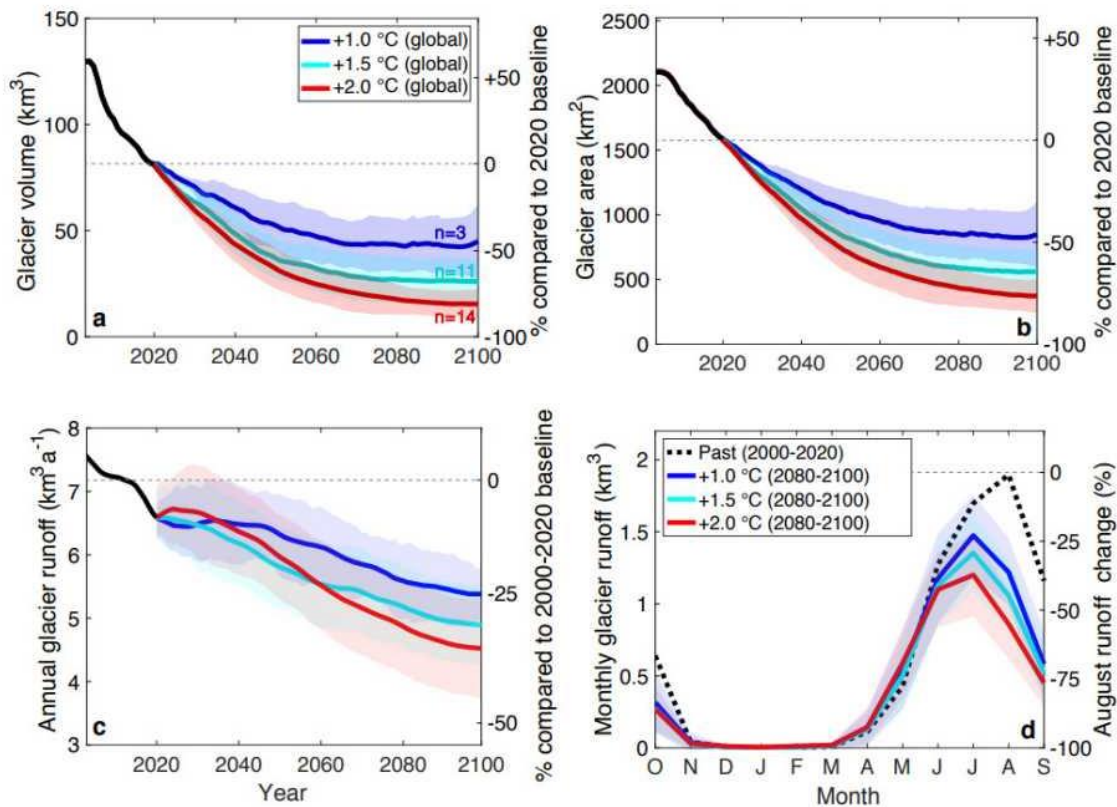 150
100
50
0
Glacier volume (km³)
+1.0 °C (global)
+1.5 °C (global)
+2.0 °C (global)
n=3
n=11
n=14
a
+50
0
-50
-100
% compared to 2020 baseline
2020 2040 2060 2080 2100
2500
2000
1500
1000
500
0
Glacier area (km²)
b
+50
0
-50
-100
% compared to 2020 baseline
2020 2040 2060 2080 2100
8
7
6
5
4
3
Annual glacier runoff (km³ a⁻¹)
c
0
-25
-50
% compared to 2000-2020 baseline
2020 2040 2060 2080 2100
Year
2
1.5
1
0.5
0
Monthly glacier runoff (km³)
Past (2000-2020)
+1.0 °C (2080-2100)
+1.5 °C (2080-2100)
+2.0 °C (2080-2100)
d
0
-25
-50
-75
-100
August runoff change (%)
O N D J F M A M J J A S
Month